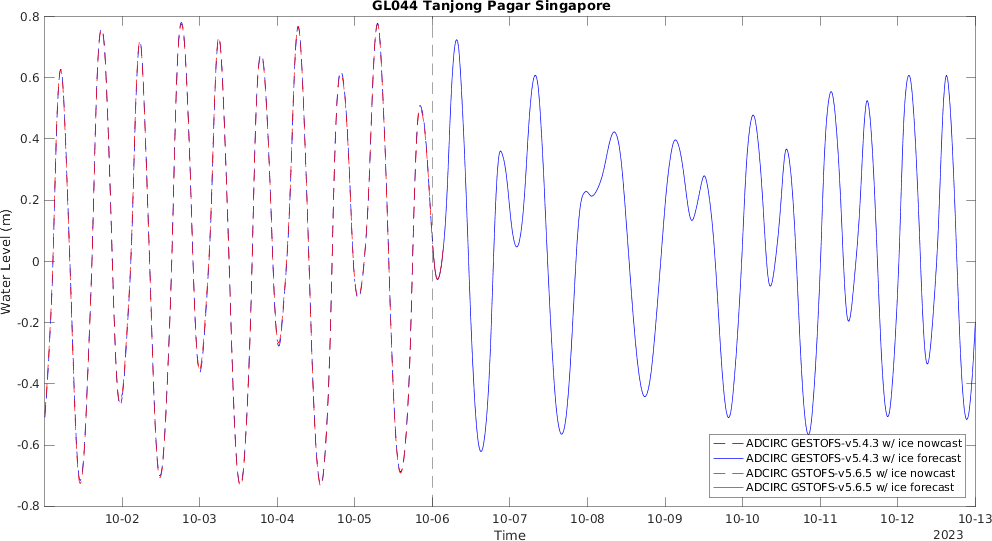 GL044 Tanjong Pagar Singapore
0.8
0.6
0.4
0.2
0
-0.2
-0.4
-0.6
-0.8
Water Level (m)
ADCIRC GESTOFS-v5.4.3 w/ ice nowcast
ADCIRC GESTOFS-v5.4.3 w/ ice forecast
ADCIRC GSTOFS-v5.6.5 w/ ice nowcast
ADCIRC GSTOFS-v5.6.5 w/ ice forecast
10-02 10-03 10-04 10-05 10-06 10-07 10-08 10-09 10-10 10-11 10-12 10-13
Time
2023